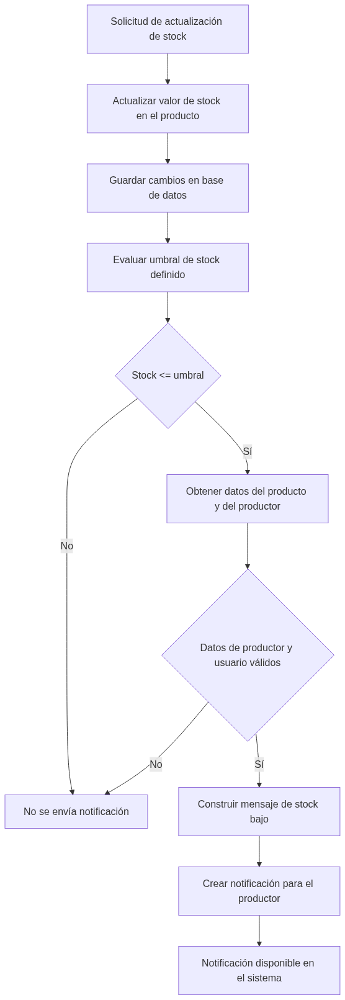 Solicitud de actualización
de stock
Actualizar valor de stock
en el producto
Guardar cambios en base
de datos
Evaluar umbral de stock
definido
Stock <= umbral
Sí
Obtener datos del producto
y del productor
No
Datos de productor y
usuario válidos
No
Sí
No se envía notificación
Construir mensaje de stock
bajo
Crear notificación para el
productor
Notificación disponible en
el sistema